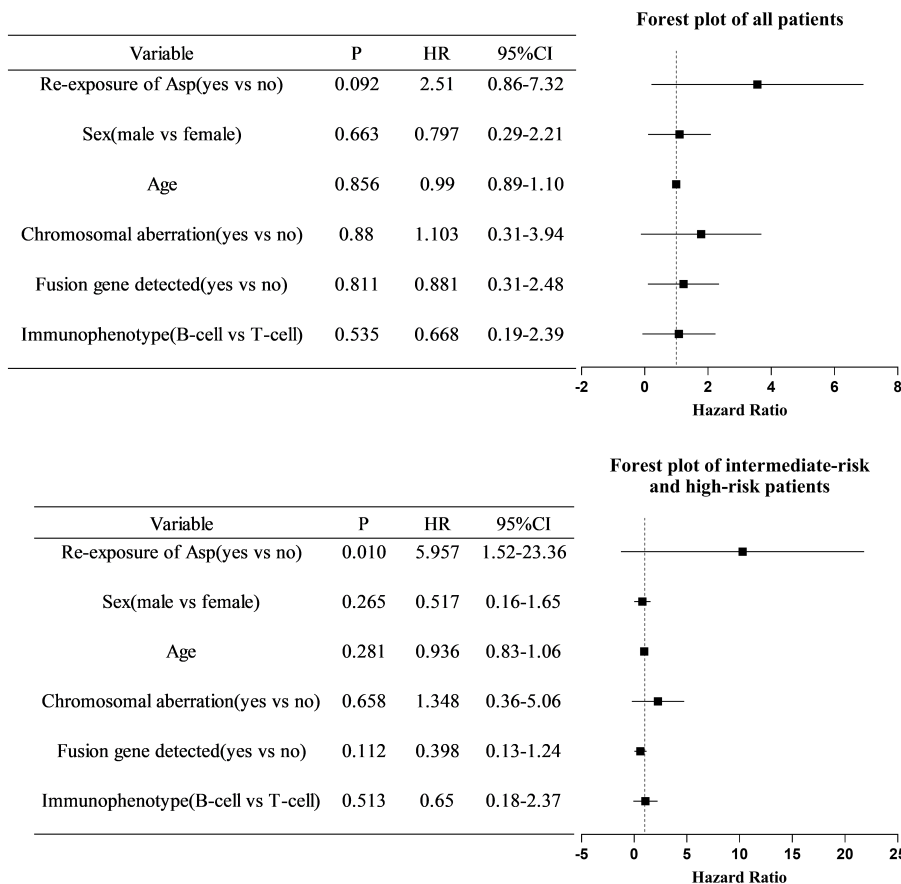 Forest plot of all patients
Variable P HR 95%CI
Re-exposure of Asp(yes vs no) 0.092 2.51 0.86-7.32
Sex(male vs female) 0.663 0.797 0.29-2.21
Age 0.856 0.99 0.89-1.10
Chromosomal aberration(yes vs no) 0.88 1.103 0.31-3.94
Fusion gene detected(yes vs no) 0.811 0.881 0.31-2.48
Immunophenotype(B-cell vs T-cell) 0.535 0.668 0.19-2.39
-2 0 2 4 6 8
Hazard Ratio
Forest plot of intermediate-risk
and high-risk patients
Variable P HR 95%CI
Re-exposure of Asp(yes vs no) 0.010 5.957 1.52-23.36
Sex(male vs female) 0.265 0.517 0.16-1.65
Age 0.281 0.936 0.83-1.06
Chromosomal aberration(yes vs no) 0.658 1.348 0.36-5.06
Fusion gene detected(yes vs no) 0.112 0.398 0.13-1.24
Immunophenotype(B-cell vs T-cell) 0.513 0.65 0.18-2.37
-5 0 5 10 15 20 25
Hazard Ratio